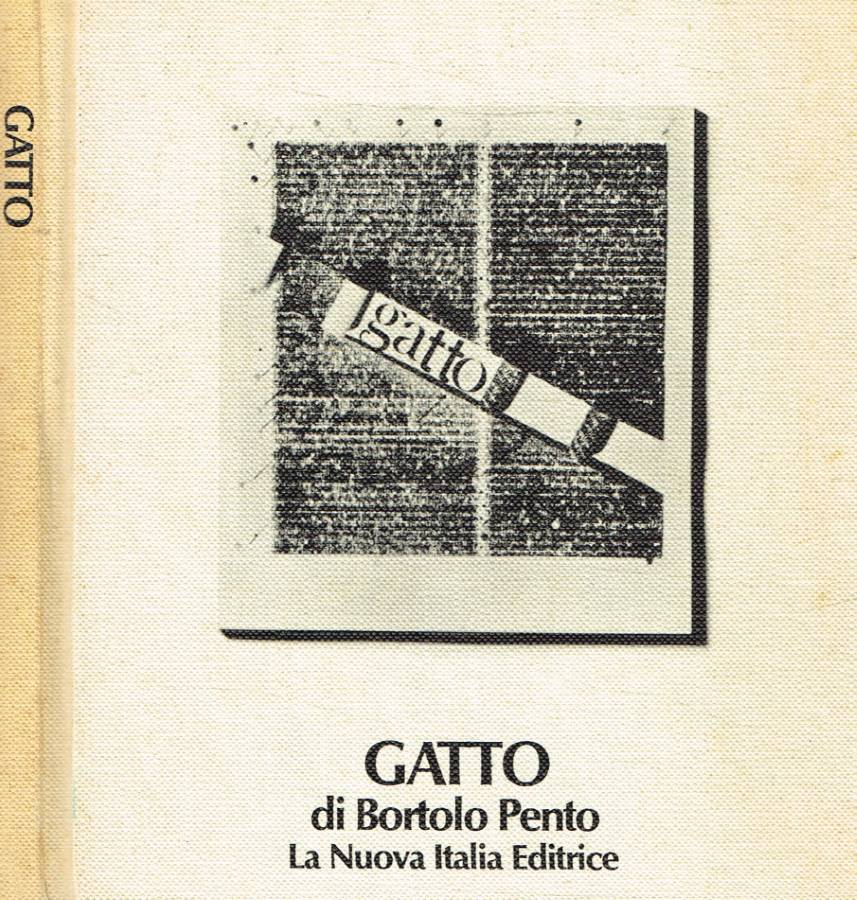 GATTO
gatto
GATTO
di Bortolo Pento
La Nuova Italia Editrice